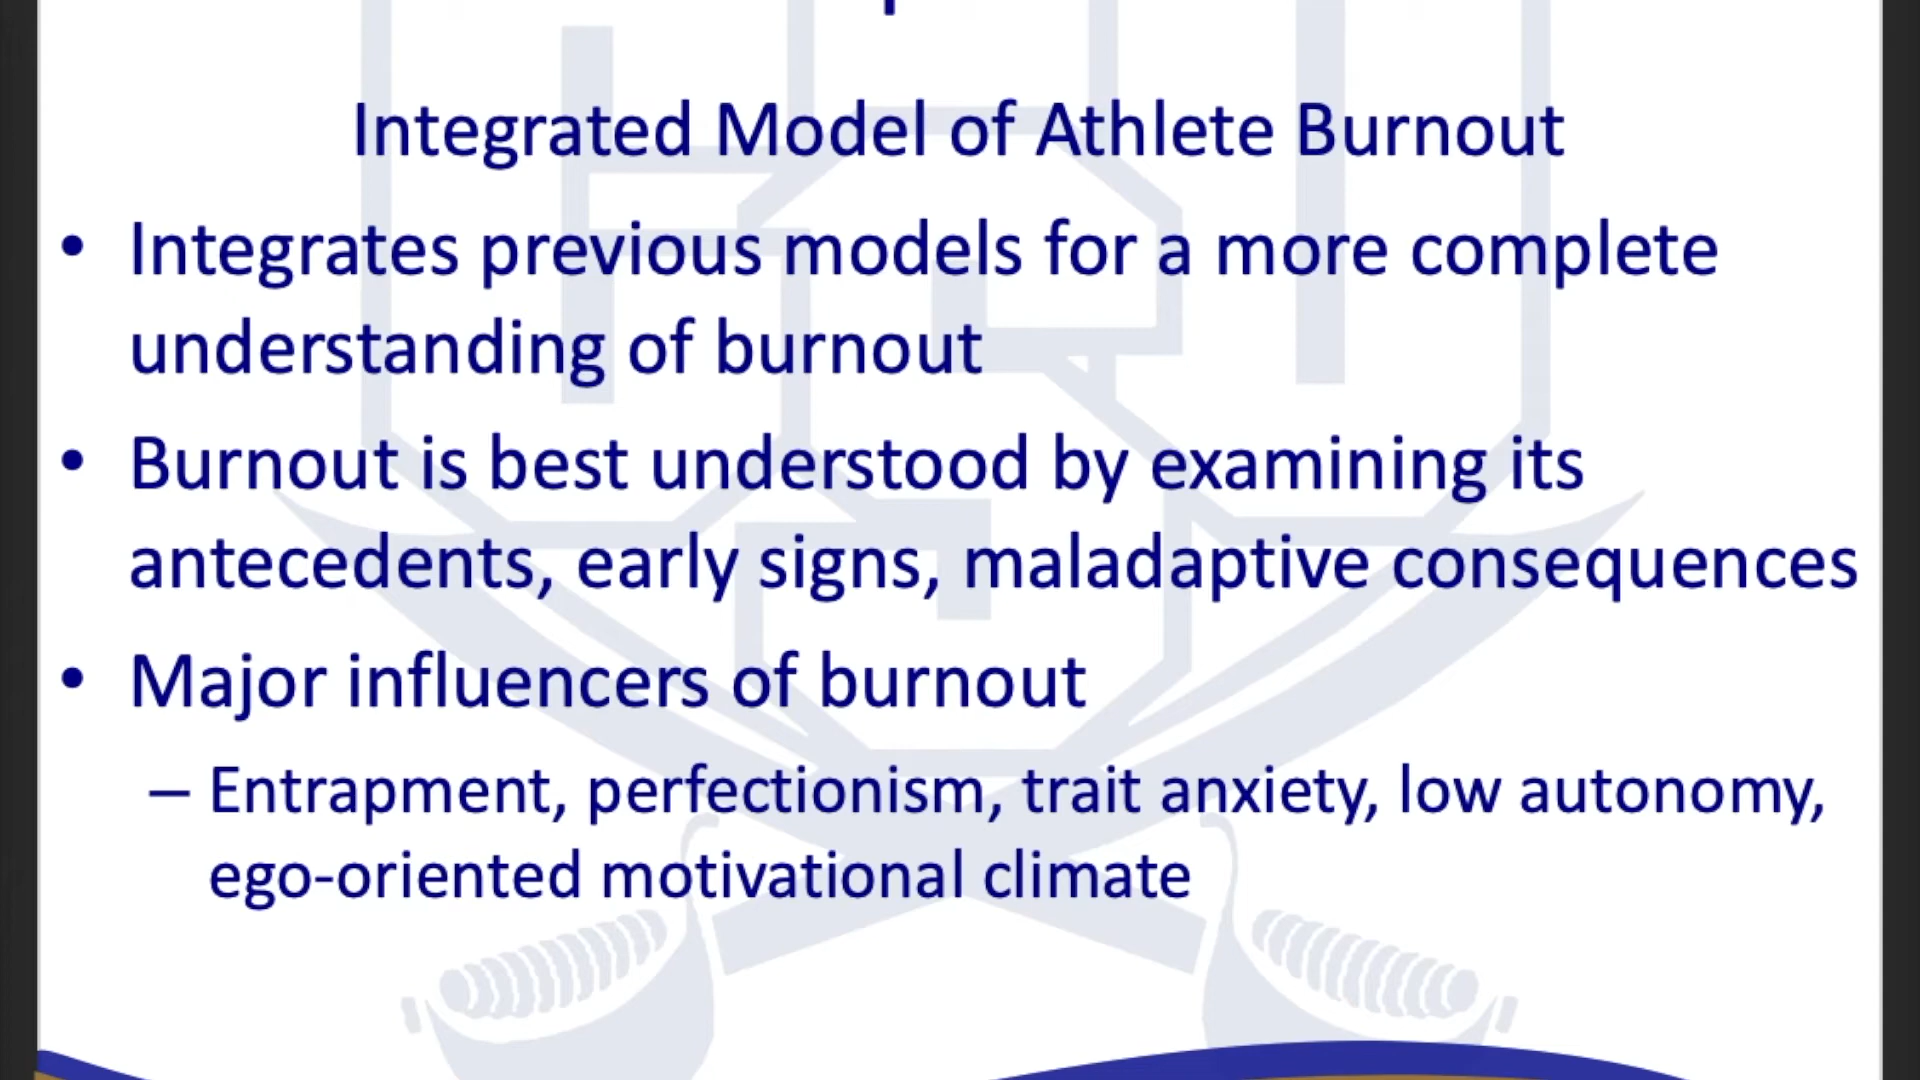 Integrated Model of Athlete Burnout
• Integrates previous models for a more complete
understanding of burnout
• Burnout is best understood by examining its
antecedents, early signs, maladaptive consequences
• Major influencers of burnout
– Entrapment, perfectionism, trait anxiety, low autonomy,
ego-oriented motivational climate